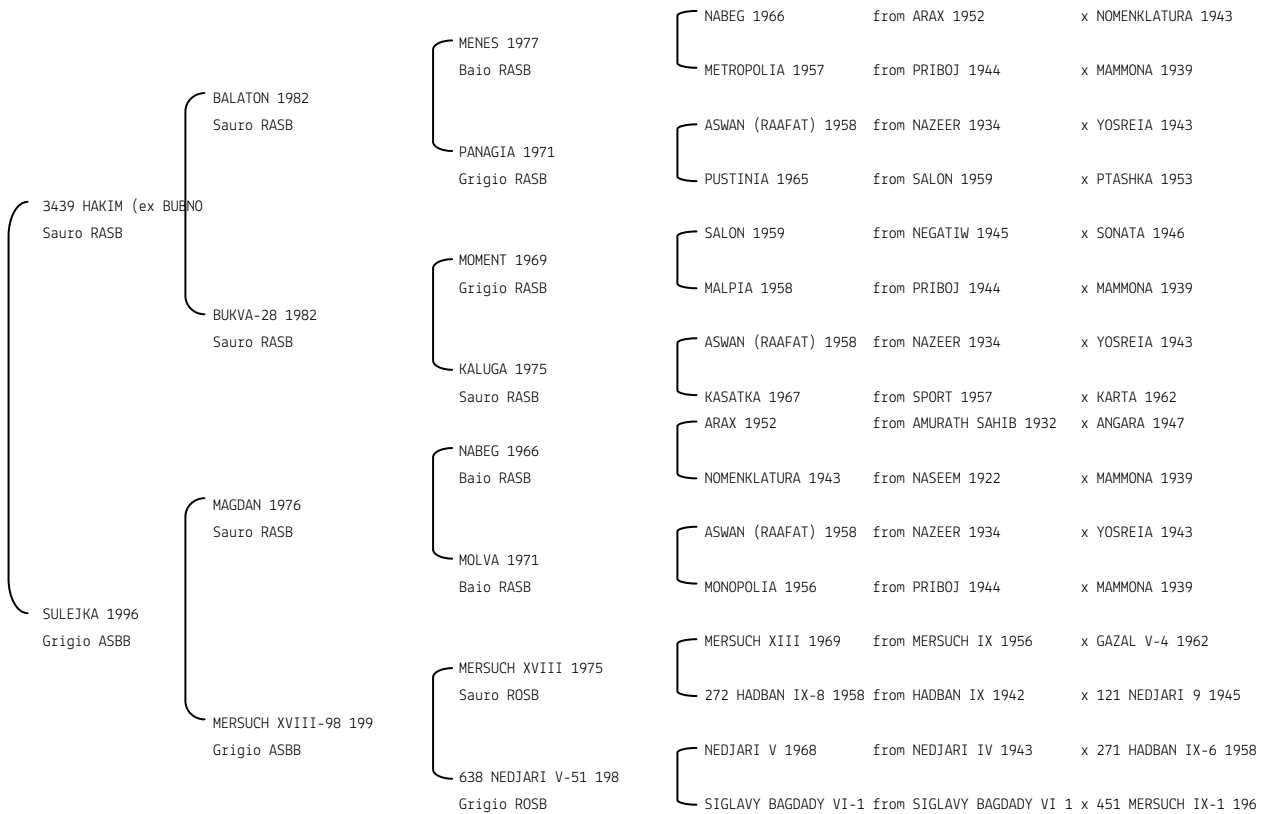 NABEG 1966 from ARAX 1952 x NOMENKLATURA 1943
MENES 1977
Baio RASB
METROPOLIA 1957 from PRIBOJ 1944 x MAMMONA 1939
BALATON 1982
Sauro RASB
ASWAN (RAAFAT) 1958 from NAZEER 1934 x YOSREIA 1943
PANAGIA 1971
Grigio RASB
PUSTINIA 1965 from SALON 1959 x PTASHKA 1953
3439 HAKIM (ex BUBNO
Sauro RASB
SALON 1959 from NEGATIW 1945 x SONATA 1946
MOMENT 1969
Grigio RASB
MALPIA 1958 from PRIBOJ 1944 x MAMMONA 1939
BUKVA-28 1982
Sauro RASB
ASWAN (RAAFAT) 1958 from NAZEER 1934 x YOSREIA 1943
KALUGA 1975
Sauro RASB
KASATKA 1967 from SPORT 1957 x KARTA 1962
ARAX 1952 from AMURATH SAHIB 1932 x ANGARA 1947
NABEG 1966
Baio RASB
NOMENKLATURA 1943 from NASEEM 1922 x MAMMONA 1939
MAGDAN 1976
Sauro RASB
ASWAN (RAAFAT) 1958 from NAZEER 1934 x YOSREIA 1943
MOLVA 1971
Baio RASB
MONOPOLIA 1956 from PRIBOJ 1944 x MAMMONA 1939
SULEJKA 1996
Grigio ASBB
MERSUCH XIII 1969 from MERSUCH IX 1956 x GAZAL V-4 1962
MERSUCH XVIII 1975
Sauro ROSB
272 HADBAN IX-8 1958 from HADBAN IX 1942 x 121 NEDJARI 9 1945
MERSUCH XVIII-98 199
Grigio ASBB
NEDJARI V 1968 from NEDJARI IV 1943 x 271 HADBAN IX-6 1958
638 NEDJARI V-51 198
Grigio ROSB
SIGLAVY BAGDADY VI-1 from SIGLAVY BAGDADY VI 1 x 451 MERSUCH IX-1 196